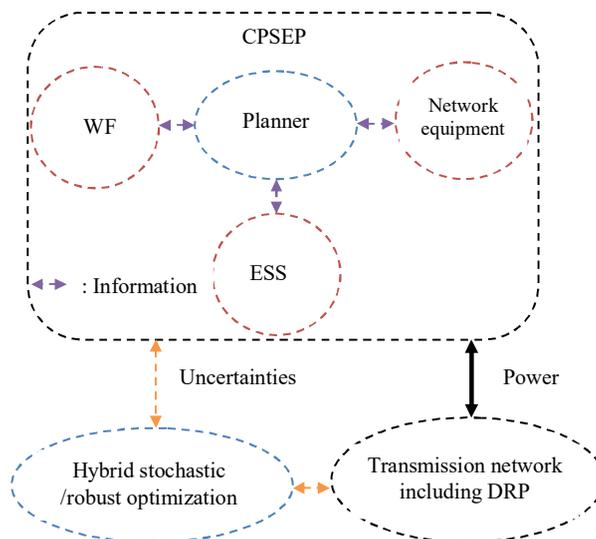 CPSEP
WF
Planner
Network
equipment
ESS
: Information
Uncertainties
Power
Hybrid stochastic
/robust optimization
Transmission network
including DRP